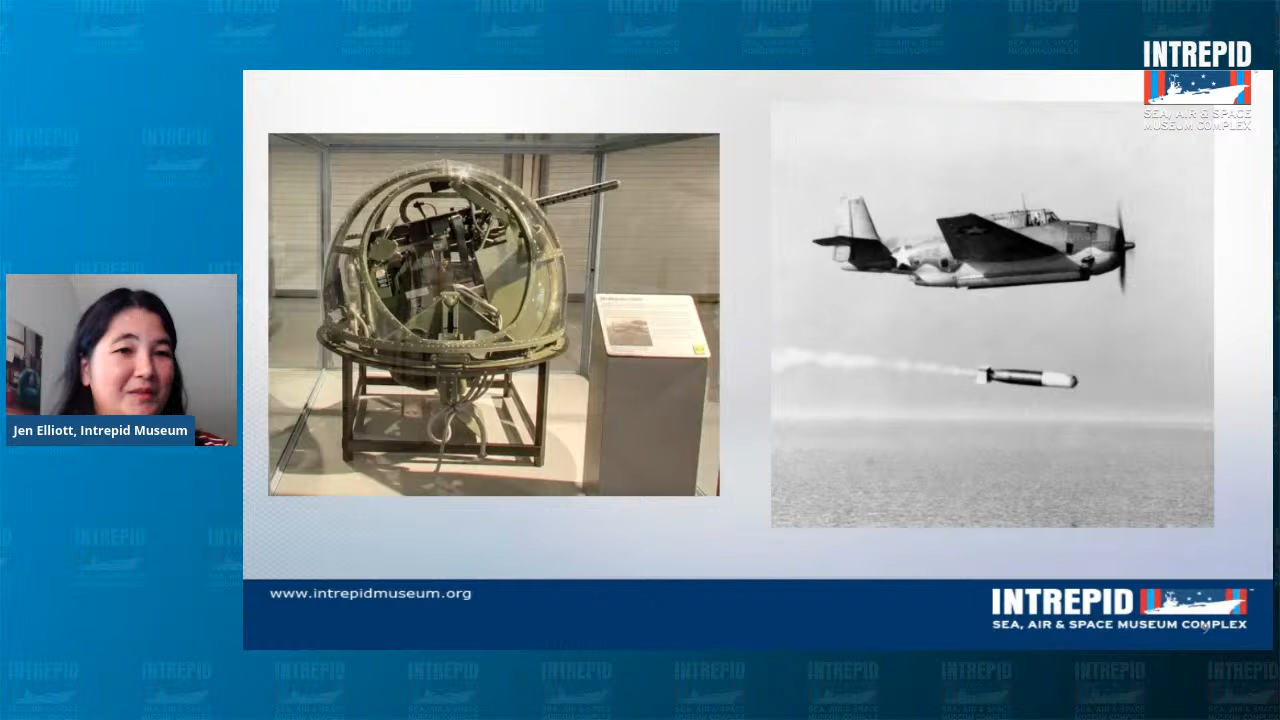 INTREPID
SEA, AIR & SPACE
MUSEUM COMPLEX
Jen Elliott, Intrepid Museum
www.intrepidmuseum.org
INTREPID
SEA, AIR & SPACE MUSEUM COMPLEX